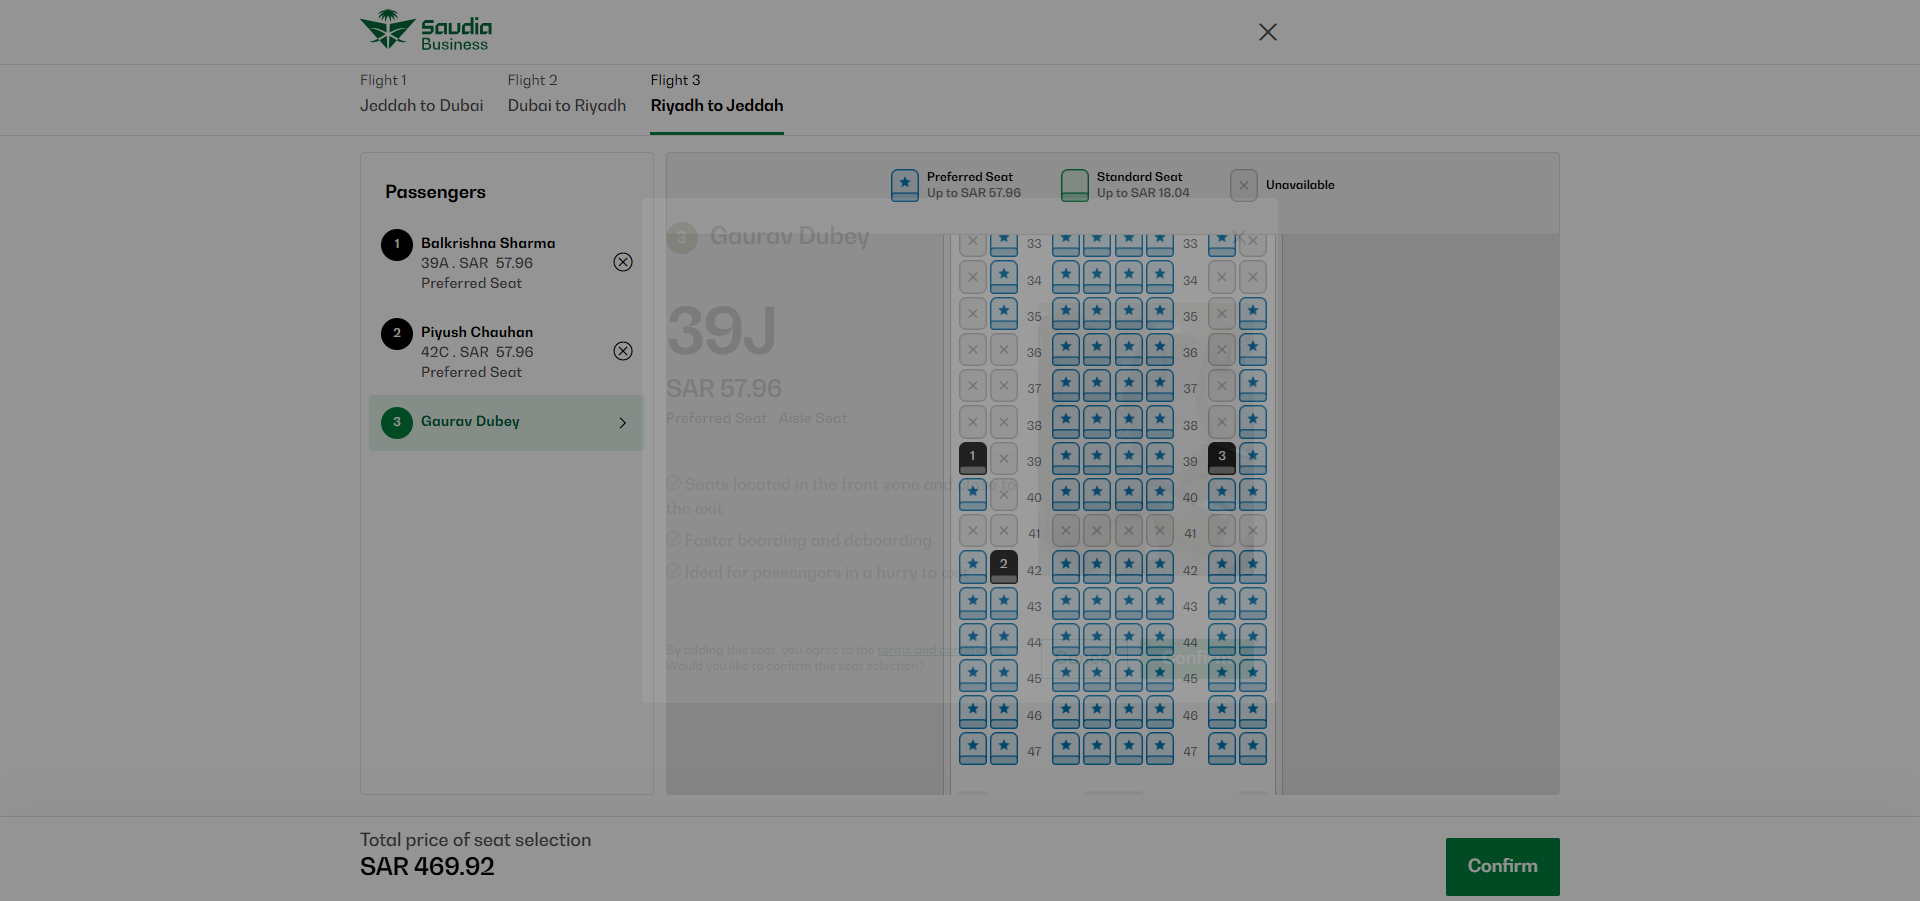 Saudia
Business
Flight 1
Jeddah to Dubai
Flight 2
Dubai to Riyadh
Flight 3
Riyadh to Jeddah
Passengers
1
Balkrishna Sharma
39A . SAR 57.96
Preferred Seat
2
Piyush Chauhan
42C . SAR 57.96
Preferred Seat
3
Gaurav Dubey
Preferred Seat
Up to SAR 57.96
Standard Seat
Up to SAR 18.04
Unavailable
3 Gaurav Dubey
39J
SAR 57.96
Preferred Seat · Aisle Seat
Seats located in the front zone and close to
the exit
Faster boarding and deboarding
Ideal for passengers in a hurry to exit
By adding this seat, you agree to the terms and conditions.
Would you like to confirm this seat selection?
Cancel
Confirm
33 33
34 34
35 35
36 36
37 37
38 38
1 39 39 3
40 40
41 41
2 42 42
43 43
44 44
45 45
46 46
47 47
Total price of seat selection
SAR 469.92
Confirm